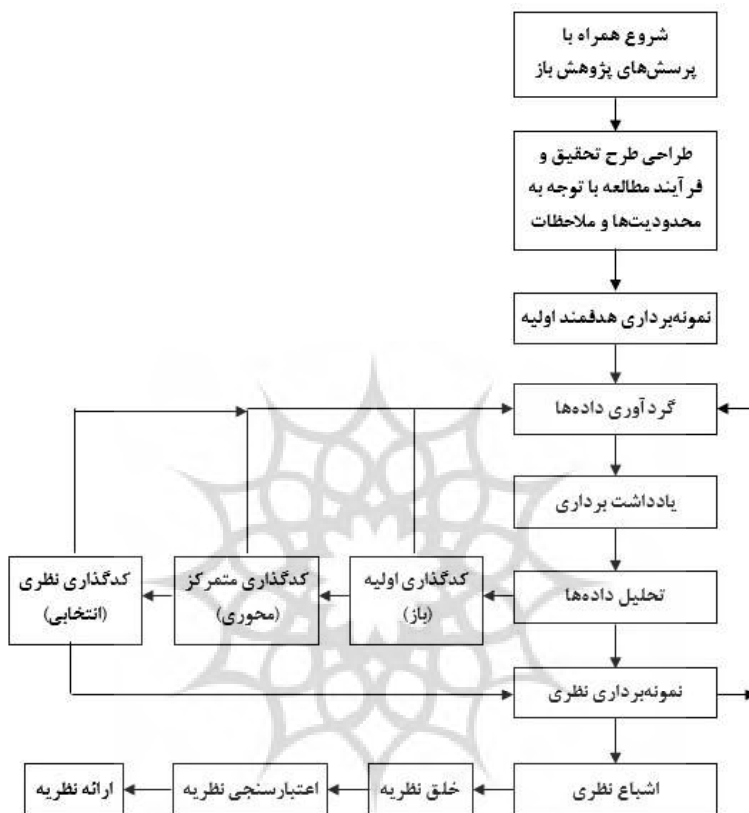 شروع همراه با
پرسش‌های پژوهش باز
طراحی طرح تحقیق و
فرآیند مطالعه با توجه به
محدودیت‌ها و ملاحظات
نمونه‌برداری هدفمند اولیه
گردآوری داده‌ها
یادداشت برداری
تحلیل داده‌ها
کدگذاری اولیه
(باز)
کدگذاری متمرکز
(محوری)
کدگذاری نظری
(انتخابی)
نمونه‌برداری نظری
اشباع نظری
خلق نظریه
اعتبارسنجی نظریه
ارائه نظریه